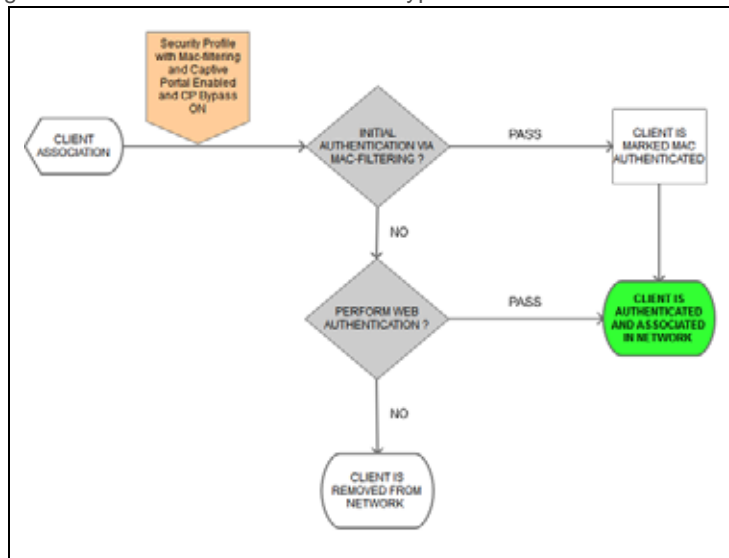 Security Profile
with Mac-filtering
and Captive
Portal Enabled
and CP Bypass
ON
CLIENT
ASSOCIATION
INITIAL
AUTHENTICATION VIA
MAC-FILTERING ?
PASS
CLIENT IS
MARKED MAC
AUTHENTICATED
NO
PERFORM WEB
AUTHENTICATION ?
PASS
CLIENT IS
AUTHENTICATED
AND ASSOCIATED
IN NETWORK
NO
CLIENT IS
REMOVED FROM
NETWORK